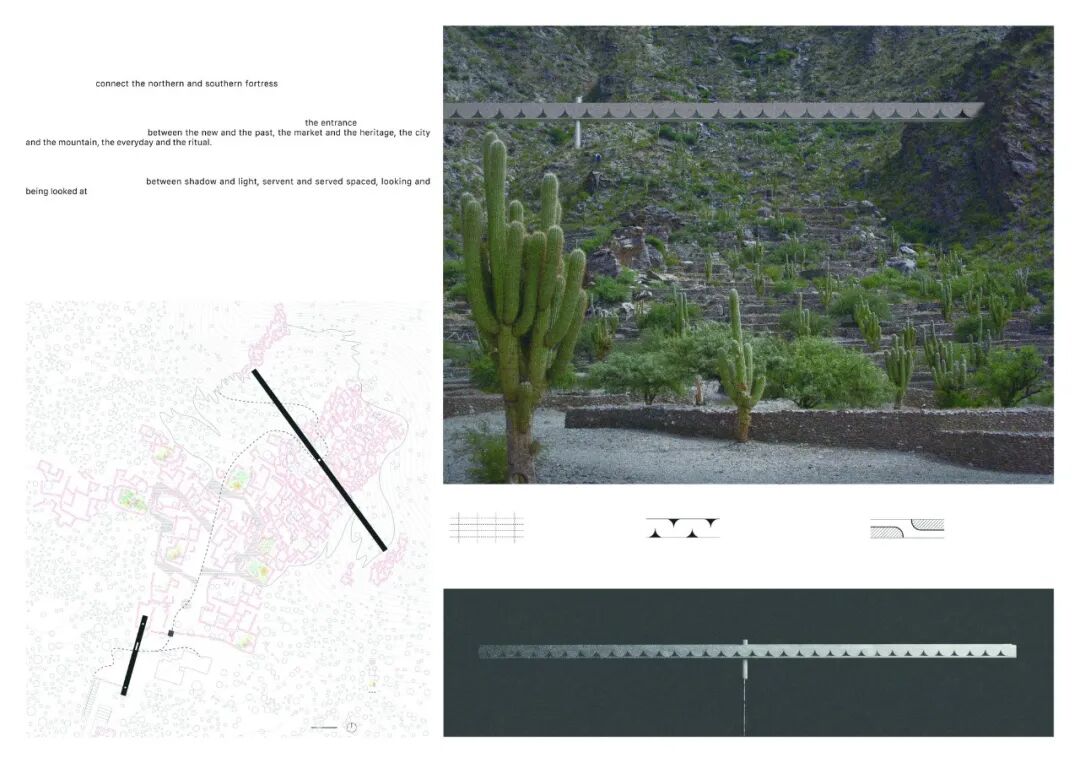 connect the northern and southern fortress
the entrance
between the new and the past, the market and the heritage, the city
and the mountain, the everyday and the ritual.
between shadow and light, servent and served spaced, looking and
being looked at